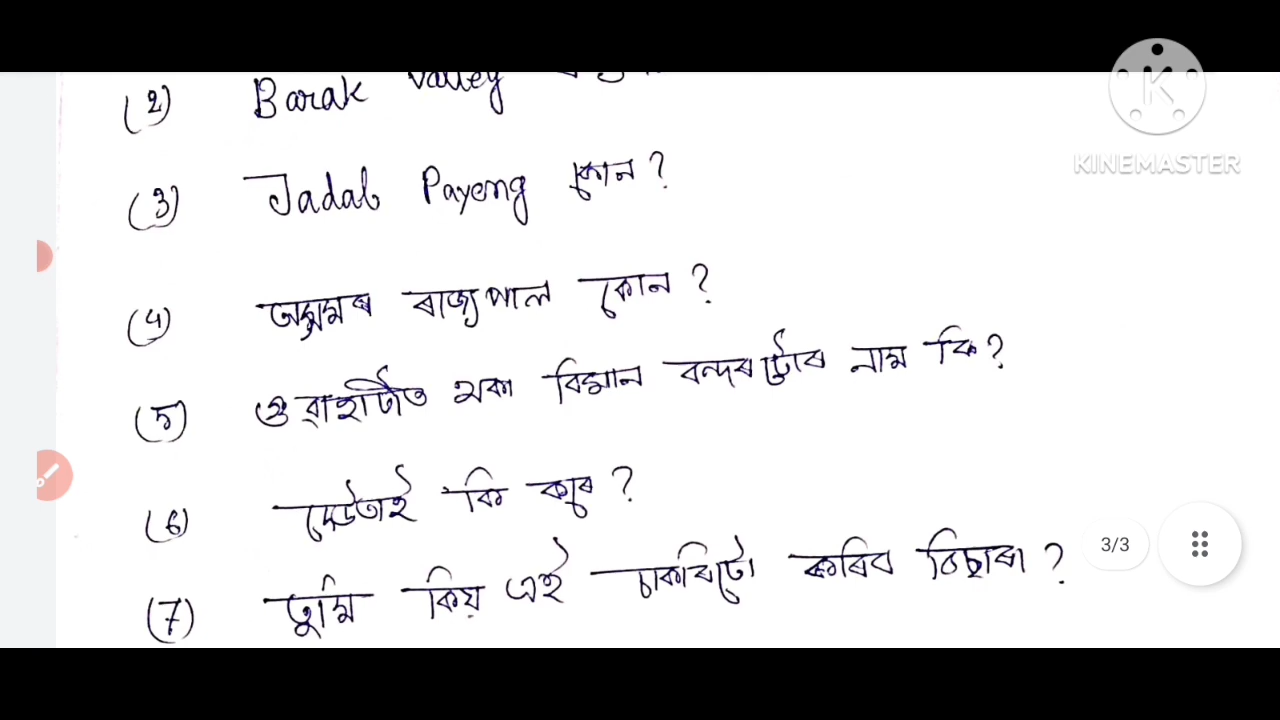 (2) Barak Valley
(3) Jadab Payeng কোন?
(4) অসমৰ ৰাজ্যপাল কোন?
(5) গুৱাহাটীত থকা বিমান বন্দৰটোৰ নাম কি?
(6) দেউতাই কি কৰে?
(7) তুমি কিয় এই চাকৰিটো কৰিব বিচাৰা?
KINEMASTER
3/3